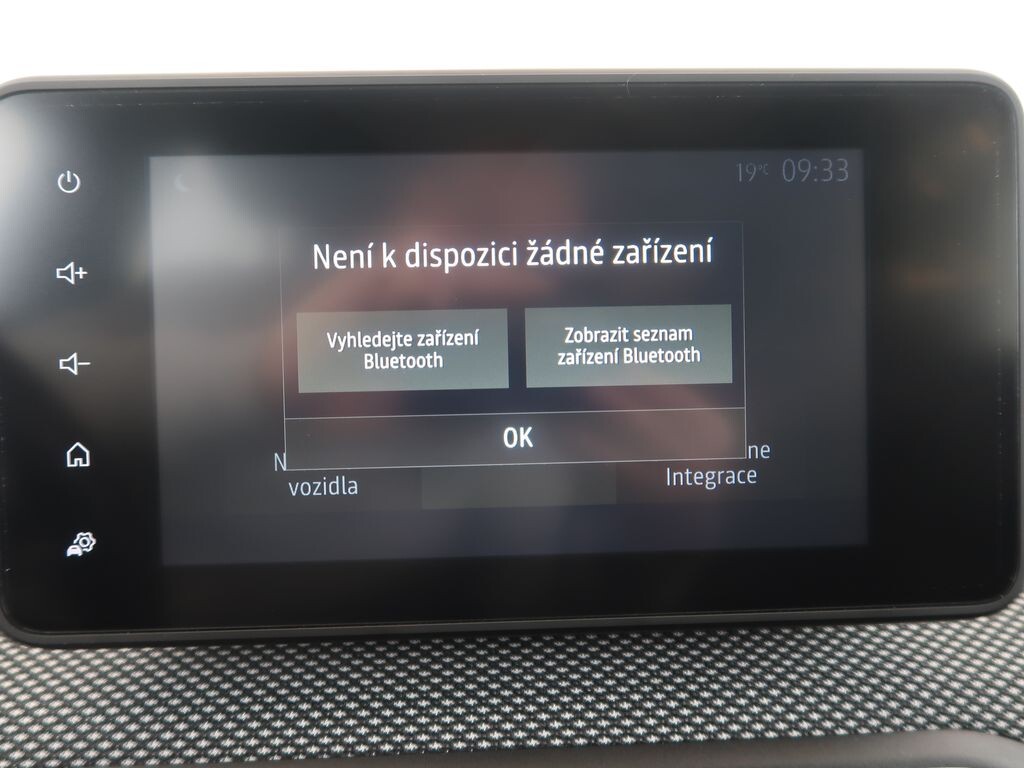 19°C 09:33
Není k dispozici žádné zařízení
Vyhledejte zařízení
Bluetooth
Zobrazit seznam
zařízení Bluetooth
OK
vozidla
Integrace